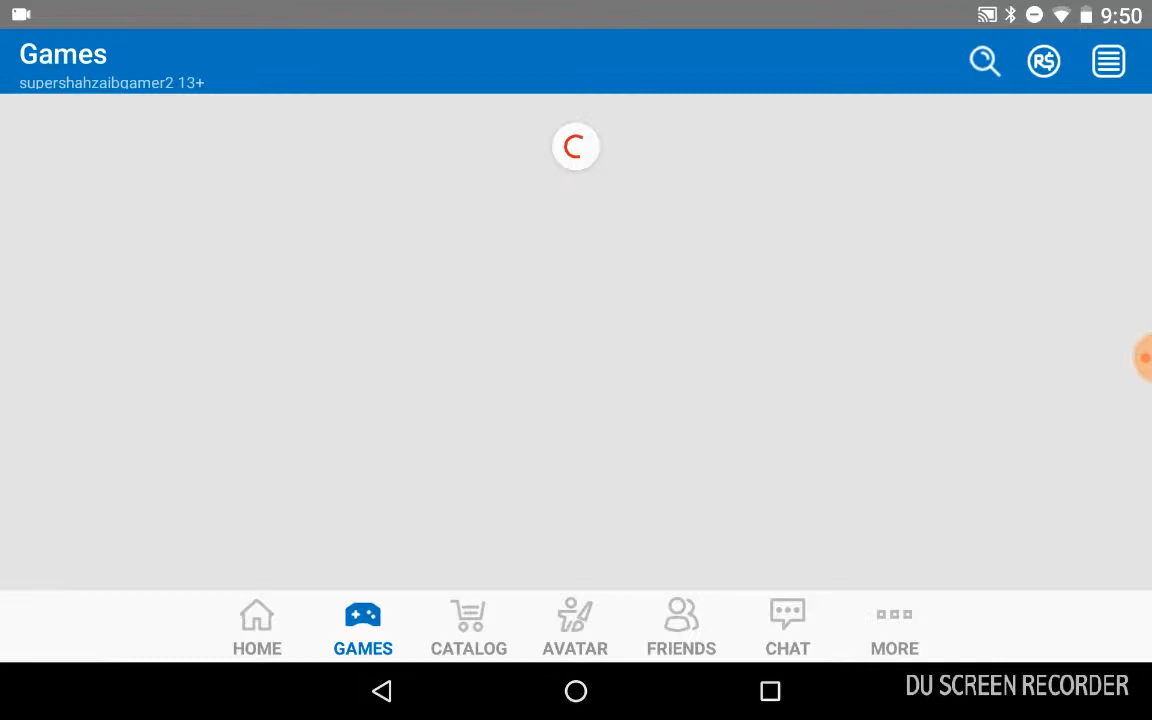 9:50
Games
supershahzaibgamer2 13+
R$
HOME
GAMES
CATALOG
AVATAR
FRIENDS
CHAT
MORE
DU SCREEN RECORDER